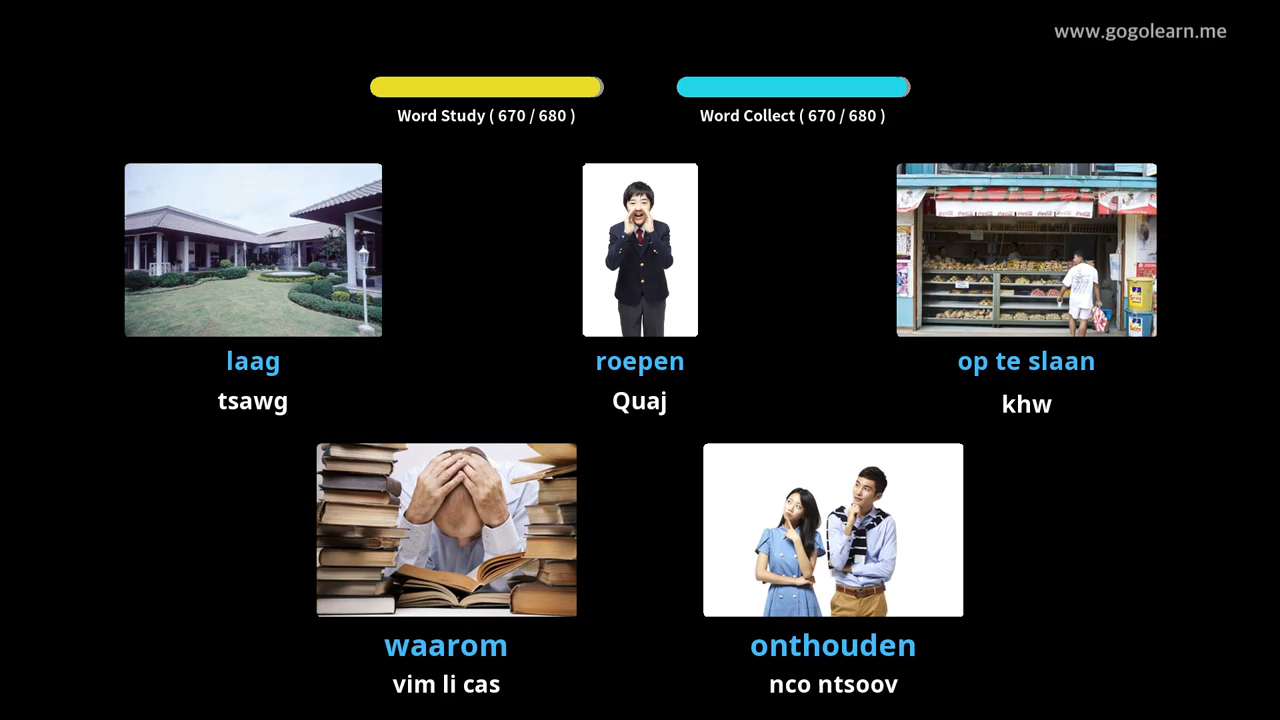 www.gogolearn.me
Word Study ( 670 / 680 )
Word Collect ( 670 / 680 )
laag
roepen
op te slaan
tsawg
Quaj
khw
waarom
onthouden
vim li cas
nco ntsoov